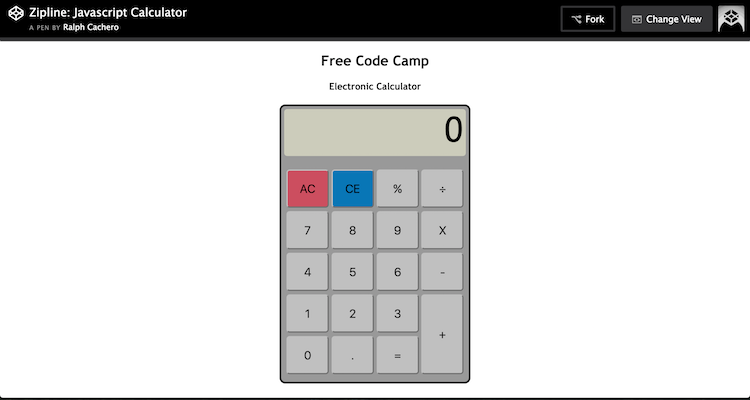 Zipline: Javascript Calculator
A PEN BY Ralph Cachero
Fork
Change View
Free Code Camp
Electronic Calculator
0
AC CE % ÷
7 8 9 X
4 5 6 -
1 2 3
+
0 . =